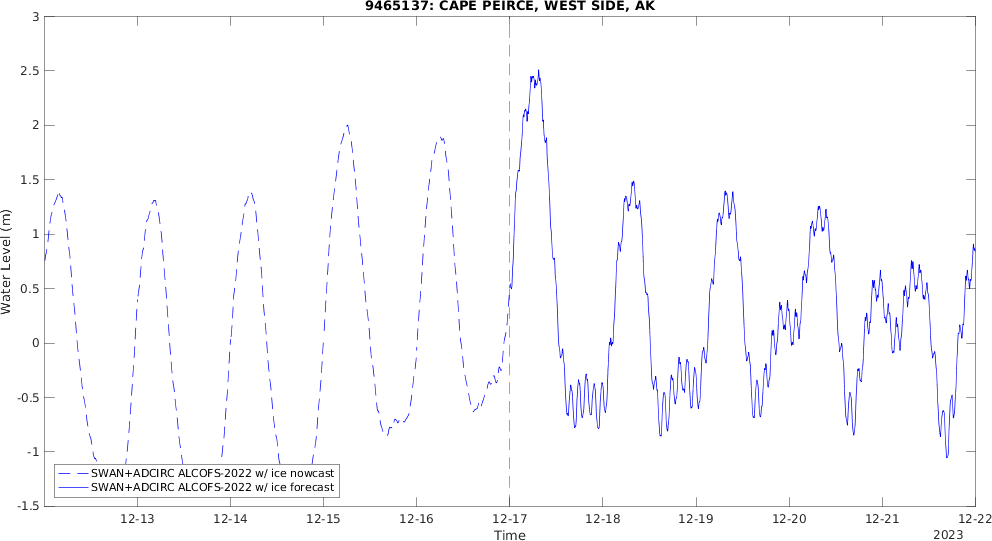 9465137: CAPE PEIRCE, WEST SIDE, AK
3
2.5
2
1.5
1
0.5
0
-0.5
-1
-1.5
Water Level (m)
SWAN+ADCIRC ALCOFS-2022 w/ ice nowcast
SWAN+ADCIRC ALCOFS-2022 w/ ice forecast
12-13 12-14 12-15 12-16 12-17 12-18 12-19 12-20 12-21 12-22
Time
2023